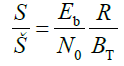 S/Š = E_b/N_0 R/B_T